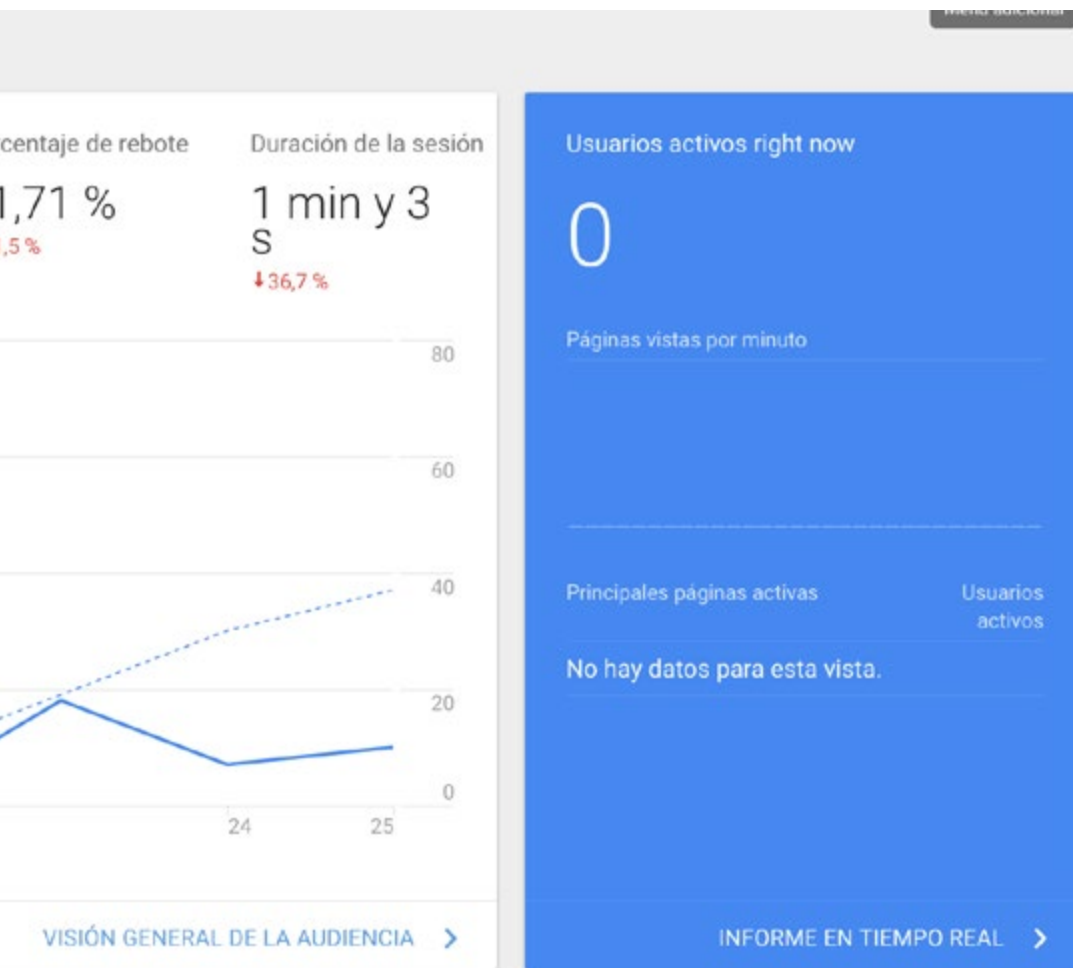 Menú adicional
centaje de rebote
1,71 %
,5 %
Duración de la sesión
1 min y 3
s
↓36,7 %
80
60
40
20
0
24 25
VISIÓN GENERAL DE LA AUDIENCIA >
Usuarios activos right now
0
Páginas vistas por minuto
Principales páginas activas
Usuarios
activos
No hay datos para esta vista.
INFORME EN TIEMPO REAL >